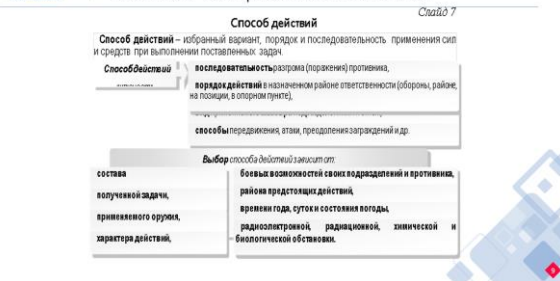 Слайд 7
Способ действий
Способ действий – избранный вариант, порядок и последовательность применения сил
и средств при выполнении поставленных задач.
Способ действий
последовательность разгрома (поражения) противника,
порядок действий в назначенном районе ответственности (обороны, районе,
на позиции, в опорном пункте),
способы передвижения, атаки, преодоления заграждений и др.
Выбор способа действий зависит от:
состава
полученной задачи,
применяемого оружия,
характера действий,
боевых возможностей своих подразделений и противника,
района предстоящих действий,
времени года, суток и состояния погоды,
радиоэлектронной, радиационной, химической и
биологической обстановки.